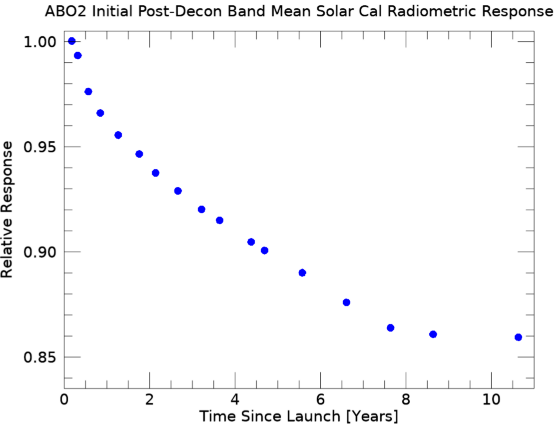 ABO2 Initial Post-Decon Band Mean Solar Cal Radiometric Response
1.00
0.95
0.90
0.85
Relative Response
0 2 4 6 8 10
Time Since Launch [Years]